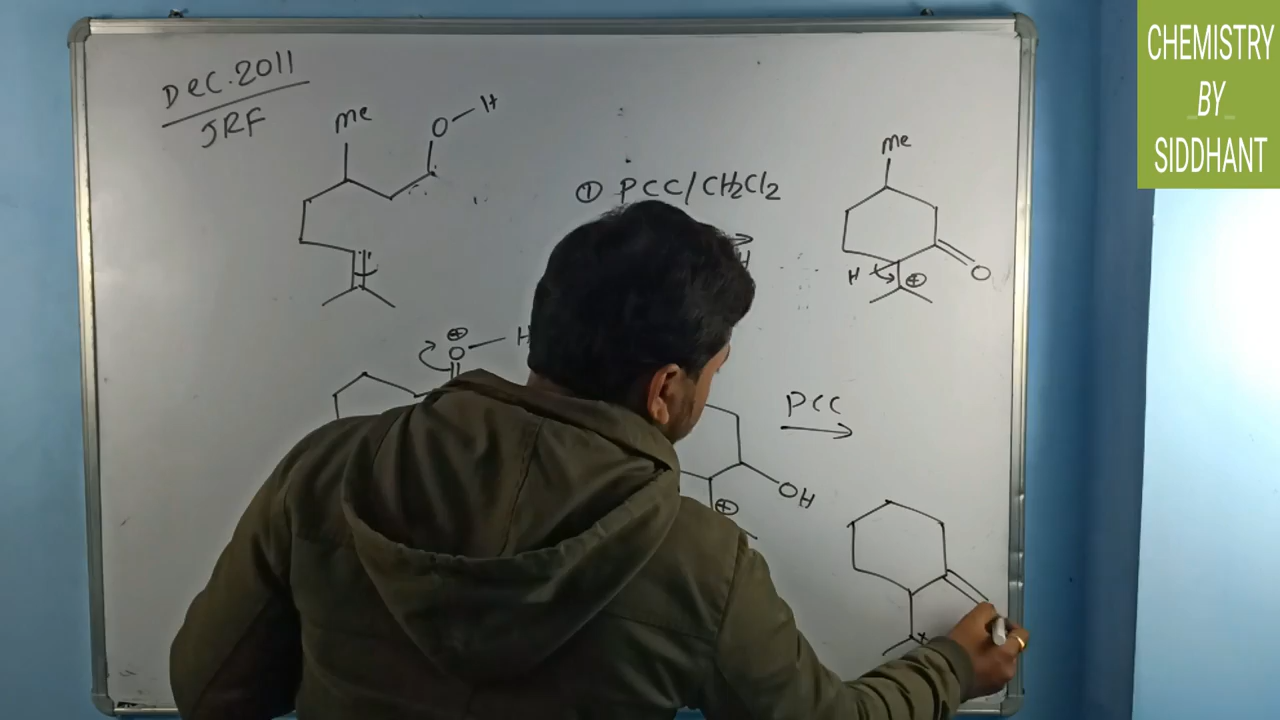 CHEMISTRY
BY
SIDDHANT
Dec.2011
JRF
Me
O H
① PCC/CH2Cl2
H
Me
O
H ⊕
⊕
O H
PCC
OH
⊕
+